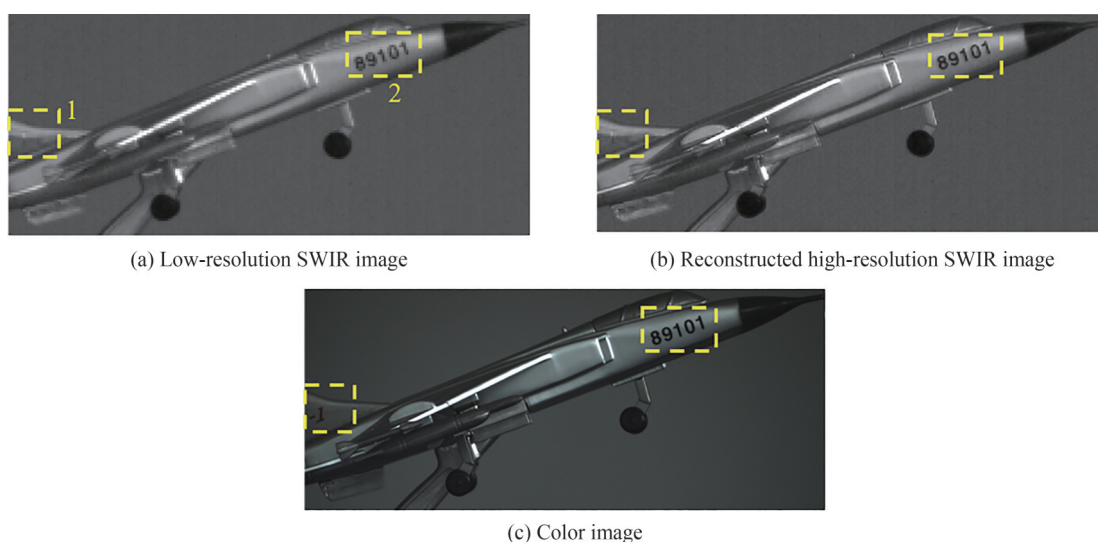 89101
1
2
(a) Low-resolution SWIR image
89101
(b) Reconstructed high-resolution SWIR image
89101
-1
(c) Color image